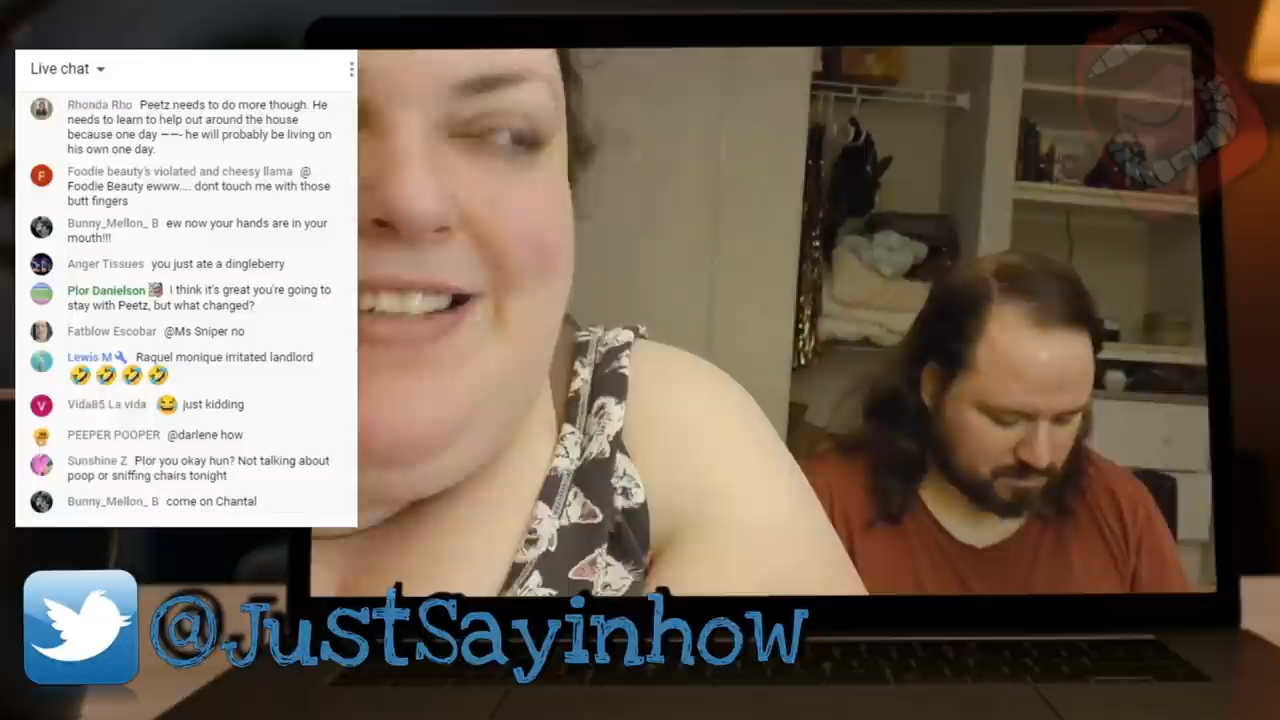 Live chat
Rhonda Rho Peetz needs to do more though. He
needs to learn to help out around the house
because one day ——- he will probably be living on
his own one day.
F
Foodie beauty's violated and cheesy llama @
Foodie Beauty ewww.... dont touch me with those
butt fingers
Bunny_Mellon_ B ew now your hands are in your
mouth!!!
Anger Tissues you just ate a dingleberry
Plor Danielson I think it's great you're going to
stay with Peetz, but what changed?
Fatblow Escobar @Ms Sniper no
Lewis M Raquel monique irritated landlord
🤣 🤣 🤣 🤣
V
Vida85 La vida 😂 just kidding
PEEPER POOPER @darlene how
Sunshine Z Plor you okay hun? Not talking about
poop or sniffing chairs tonight
Bunny_Mellon_ B come on Chantal
@JustSayinhow